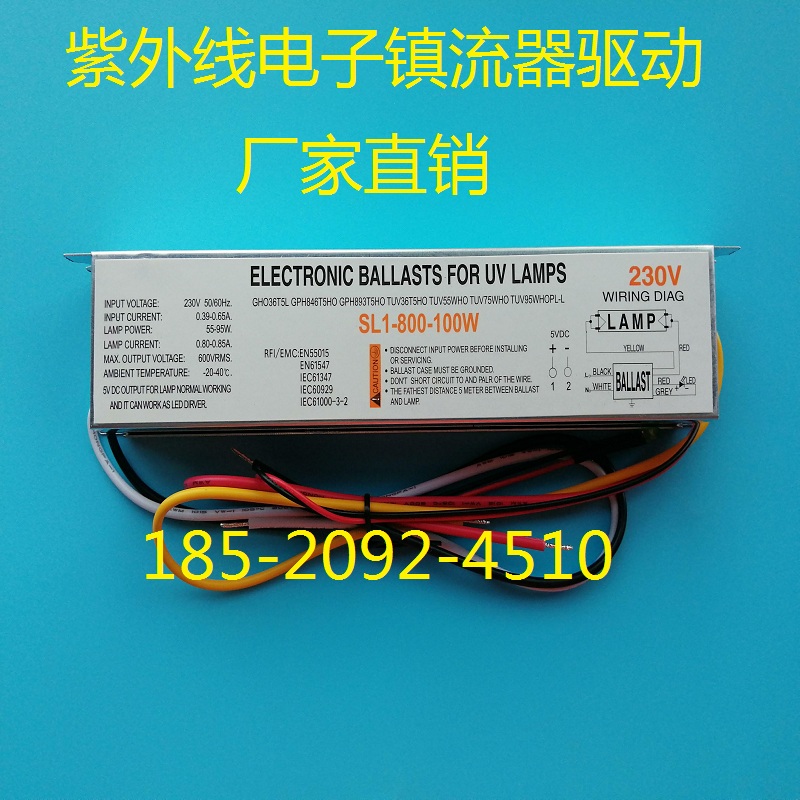 紫外线电子镇流器驱动
厂家直销
ELECTRONIC BALLASTS FOR UV LAMPS
GHO36T5L GPH846T5HO GPH893T5HO TUV36T5HO TUV55WHO TUV75WHO TUV95WHOPL-L
SL1-800-100W
INPUT VOLTAGE: 230V 50/60Hz.
INPUT CURRENT: 0.39-0.65A.
LAMP POWER: 55-95W.
LAMP CURRENT: 0.80-0.85A.
MAX. OUTPUT VOLTAGE: 600VRMS.
AMBIENT TEMPERATURE: -20-40℃.
5V DC OUTPUT FOR LAMP NORMAL WORKING
AND IT CAN WORK AS LED DIRVER.
RFI/EMC:EN55015
EN61547
IEC61347
IEC60929
IEC61000-3-2
CAUTION
• DISCONNECT INPUT POWER BEFORE INSTALLING
OR SERVICING.
• BALLAST CASE MUST BE GROUNDED.
• DON'T SHORT CIRCUIT TO AND PAIR OF THE WIRE.
• THE FATHEST DISTANCE 5 METER BETWEEN BALLAST
AND LAMP
5VDC
+ -
1 2
230V
WIRING DIAG
LAMP
YELLOW
RED
L BLACK
N WHITE
BALLAST
RED
GREY
LED
185-2092-4510